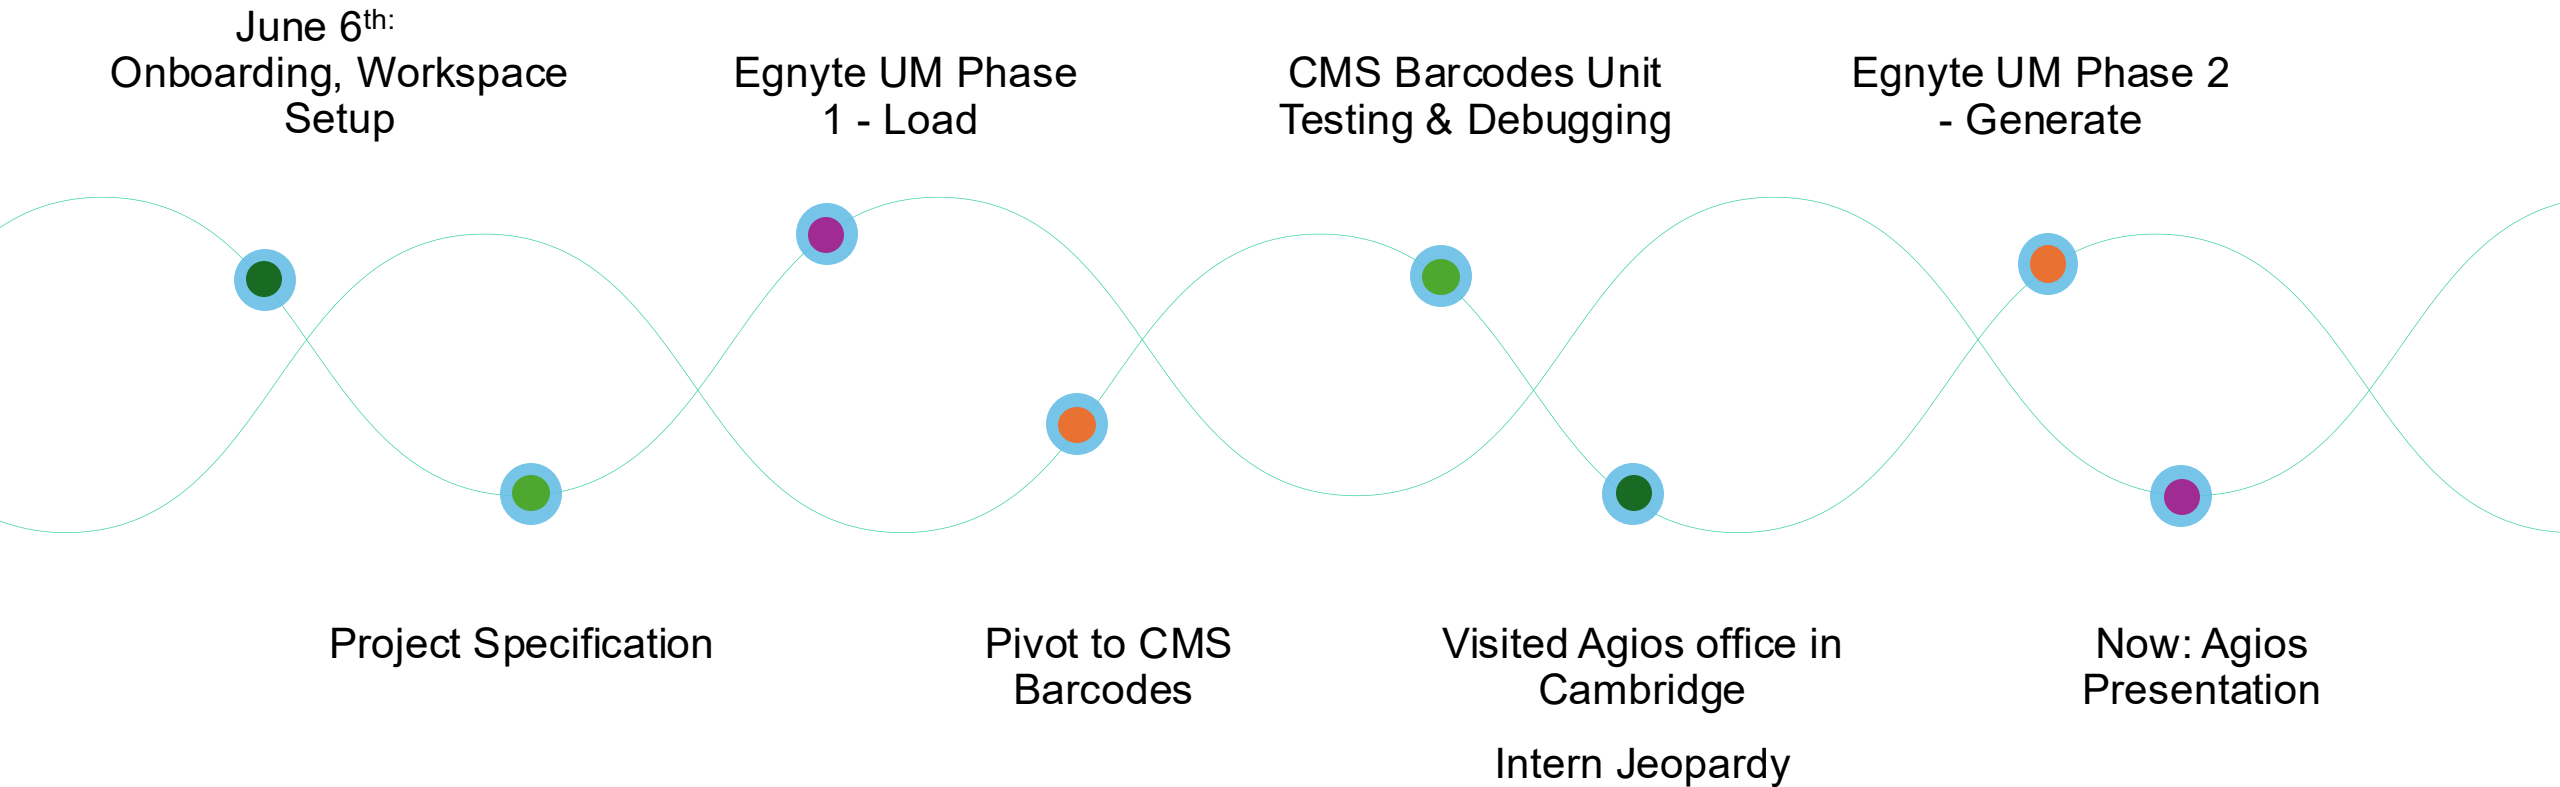 June 6th:
Onboarding, Workspace
Setup
Project Specification
Egnyte UM Phase
1 - Load
Pivot to CMS
Barcodes
CMS Barcodes Unit
Testing & Debugging
Visited Agios office in
Cambridge
Intern Jeopardy
Egnyte UM Phase 2
- Generate
Now: Agios
Presentation